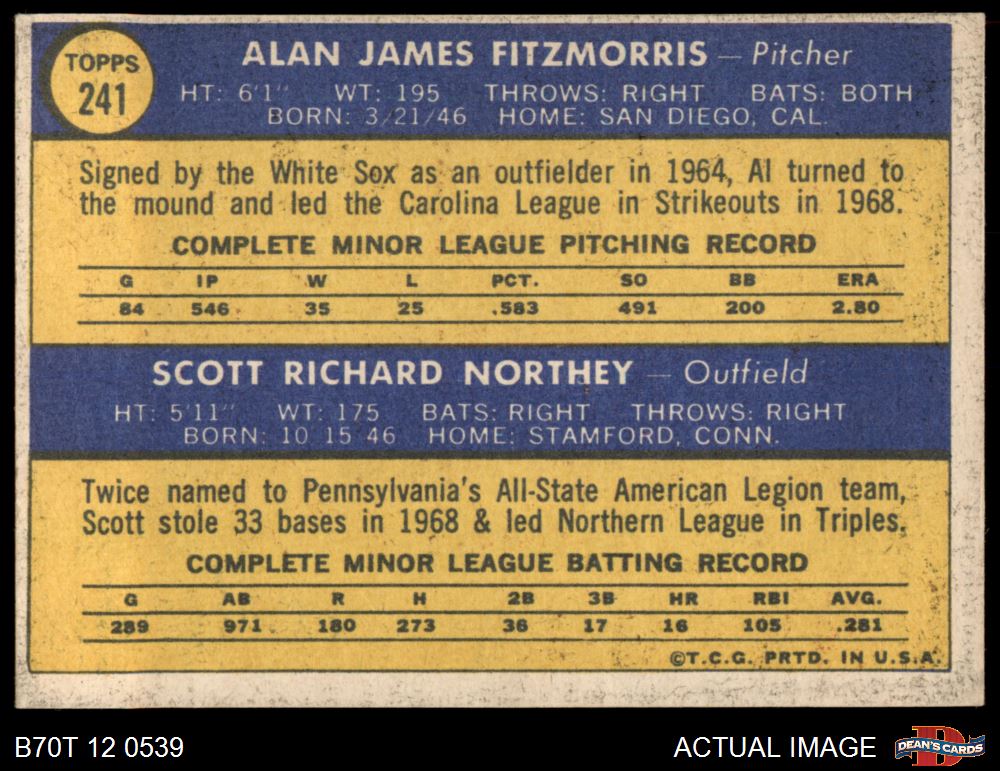 TOPPS
241
ALAN JAMES FITZMORRIS — Pitcher
HT: 6'1" WT: 195 THROWS: RIGHT BATS: BOTH
BORN: 3/21/46 HOME: SAN DIEGO, CAL.
Signed by the White Sox as an outfielder in 1964, Al turned to
the mound and led the Carolina League in Strikeouts in 1968.
COMPLETE MINOR LEAGUE PITCHING RECORD
G IP W L PCT. SO BB ERA
84 546 35 25 .583 491 200 2.80
SCOTT RICHARD NORTHEY — Outfield
HT: 5'11" WT: 175 BATS: RIGHT THROWS: RIGHT
BORN: 10 15 46 HOME: STAMFORD, CONN.
Twice named to Pennsylvania's All-State American Legion team,
Scott stole 33 bases in 1968 & led Northern League in Triples.
COMPLETE MINOR LEAGUE BATTING RECORD
G AB R H 2B 3B HR RBI AVG.
289 971 180 273 36 17 16 105 .281
©T.C.G. PRTD. IN U.S.A.
B70T 12 0539
ACTUAL IMAGE
DEAN'S CARDS